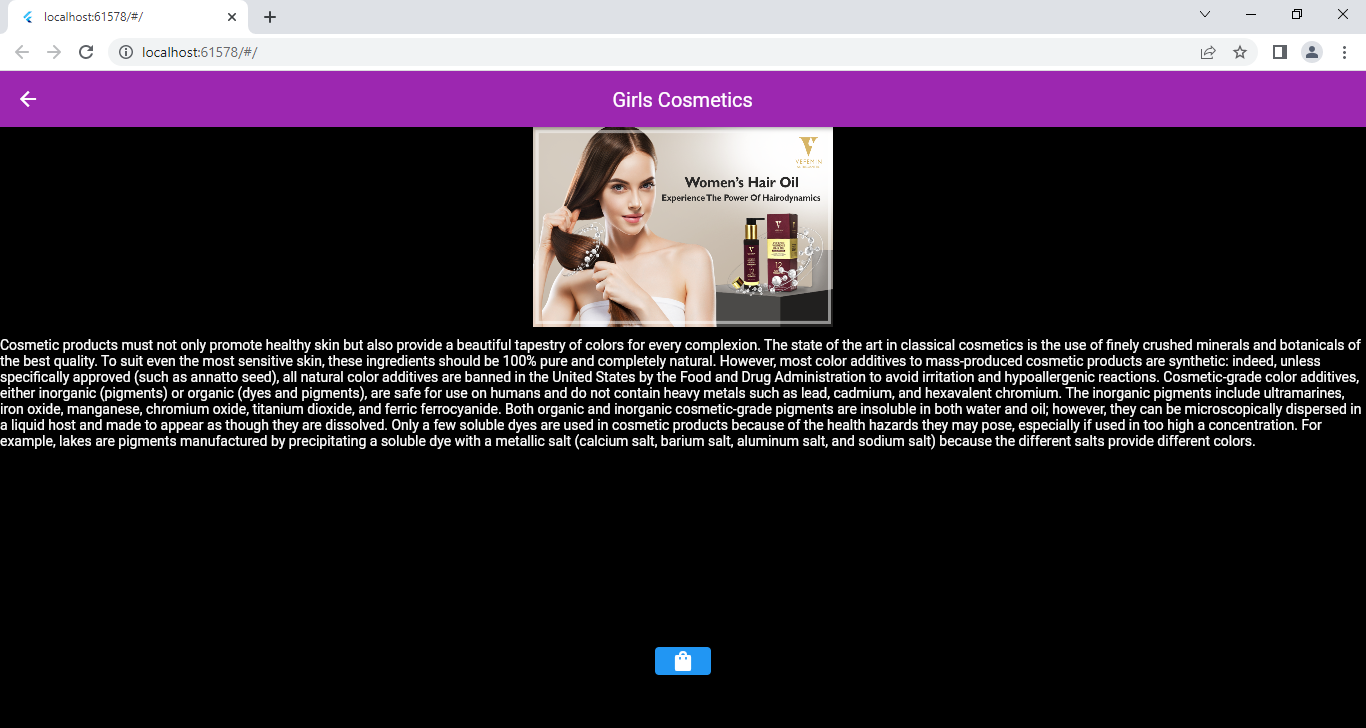 localhost:61578/#/
localhost:61578/#/
Girls Cosmetics
Women's Hair Oil
Experience The Power Of Hairodynamics
Cosmetic products must not only promote healthy skin but also provide a beautiful tapestry of colors for every complexion. The state of the art in classical cosmetics is the use of finely crushed minerals and botanicals of
the best quality. To suit even the most sensitive skin, these ingredients should be 100% pure and completely natural. However, most color additives to mass-produced cosmetic products are synthetic: indeed, unless
specifically approved (such as annatto seed), all natural color additives are banned in the United States by the Food and Drug Administration to avoid irritation and hypoallergenic reactions. Cosmetic-grade color additives,
either inorganic (pigments) or organic (dyes and pigments), are safe for use on humans and do not contain heavy metals such as lead, cadmium, and hexavalent chromium. The inorganic pigments include ultramarines,
iron oxide, manganese, chromium oxide, titanium dioxide, and ferric ferrocyanide. Both organic and inorganic cosmetic-grade pigments are insoluble in both water and oil; however, they can be microscopically dispersed in
a liquid host and made to appear as though they are dissolved. Only a few soluble dyes are used in cosmetic products because of the health hazards they may pose, especially if used in too high a concentration. For
example, lakes are pigments manufactured by precipitating a soluble dye with a metallic salt (calcium salt, barium salt, aluminum salt, and sodium salt) because the different salts provide different colors.